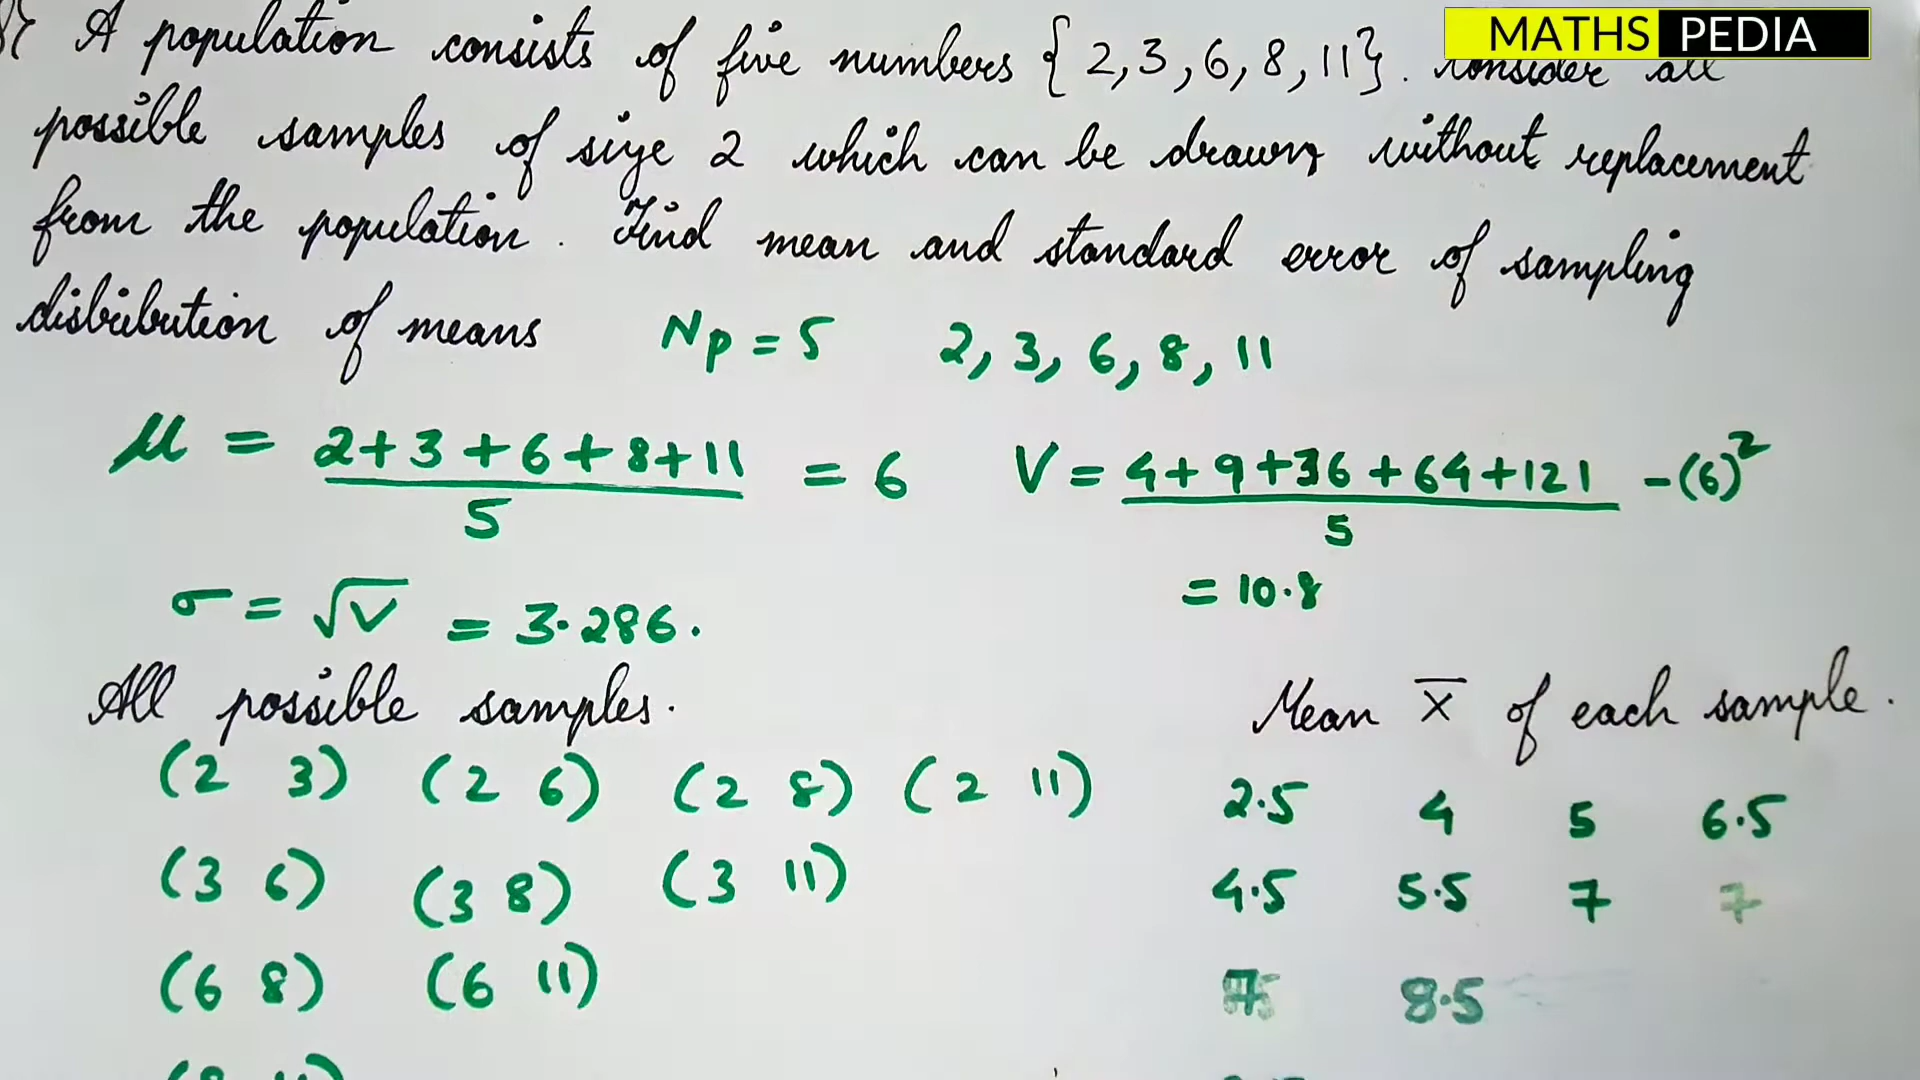 MATHS PEDIA
A population consists of five numbers {2,3,6,8,11}. Consider all
possible samples of size 2 which can be drawn without replacement
from the population. Find mean and standard error of sampling
distribution of means Np = 5 2, 3, 6, 8, 11
μ = 2+3+6+8+11 / 5 = 6 V = 4+9+36+64+121 / 5 -(6)²
= 10.8
σ = √V = 3.286.
All possible samples. Mean x̄ of each sample.
(2 3) (2 6) (2 8) (2 11) 2.5 4 5 6.5
(3 6) (3 8) (3 11) 4.5 5.5 7 7
(6 8) (6 11) 7 8.5